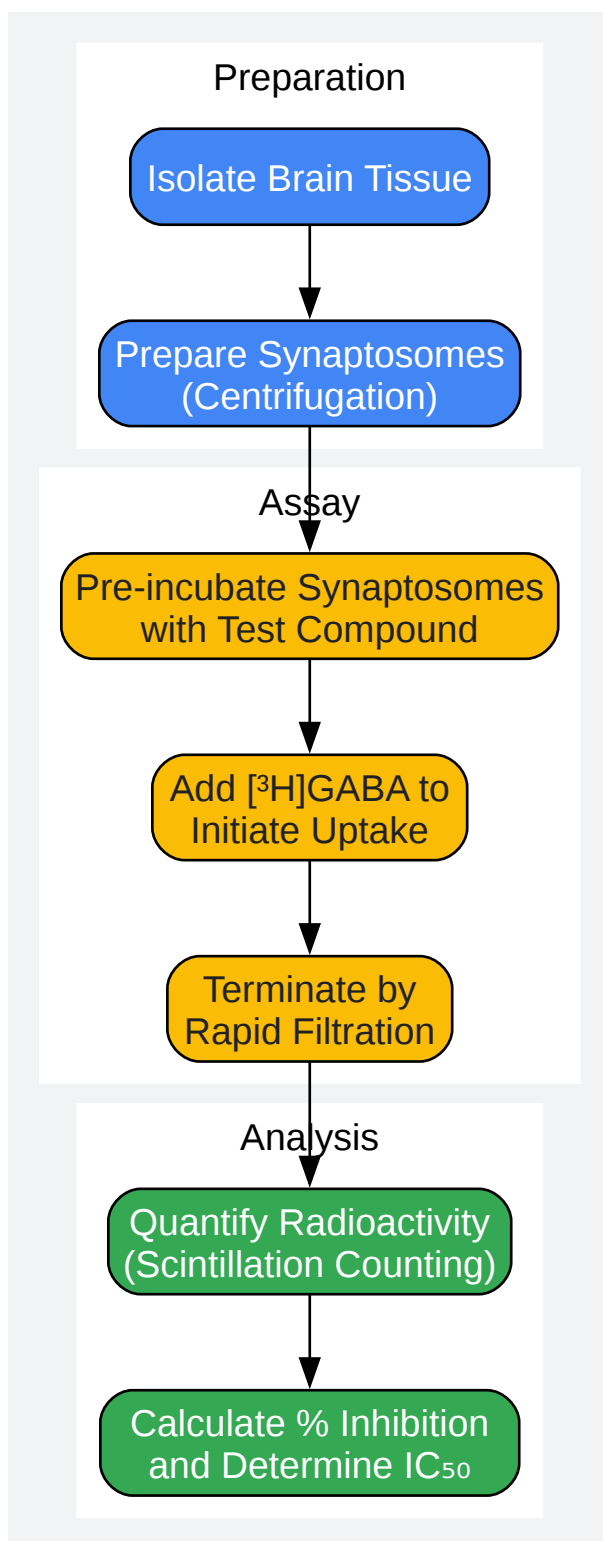 Preparation
Isolate Brain Tissue
Prepare Synaptosomes
(Centrifugation)
Assay
Pre-incubate Synaptosomes
with Test Compound
Add [³H]GABA to
Initiate Uptake
Terminate by
Rapid Filtration
Analysis
Quantify Radioactivity
(Scintillation Counting)
Calculate % Inhibition
and Determine IC₅₀